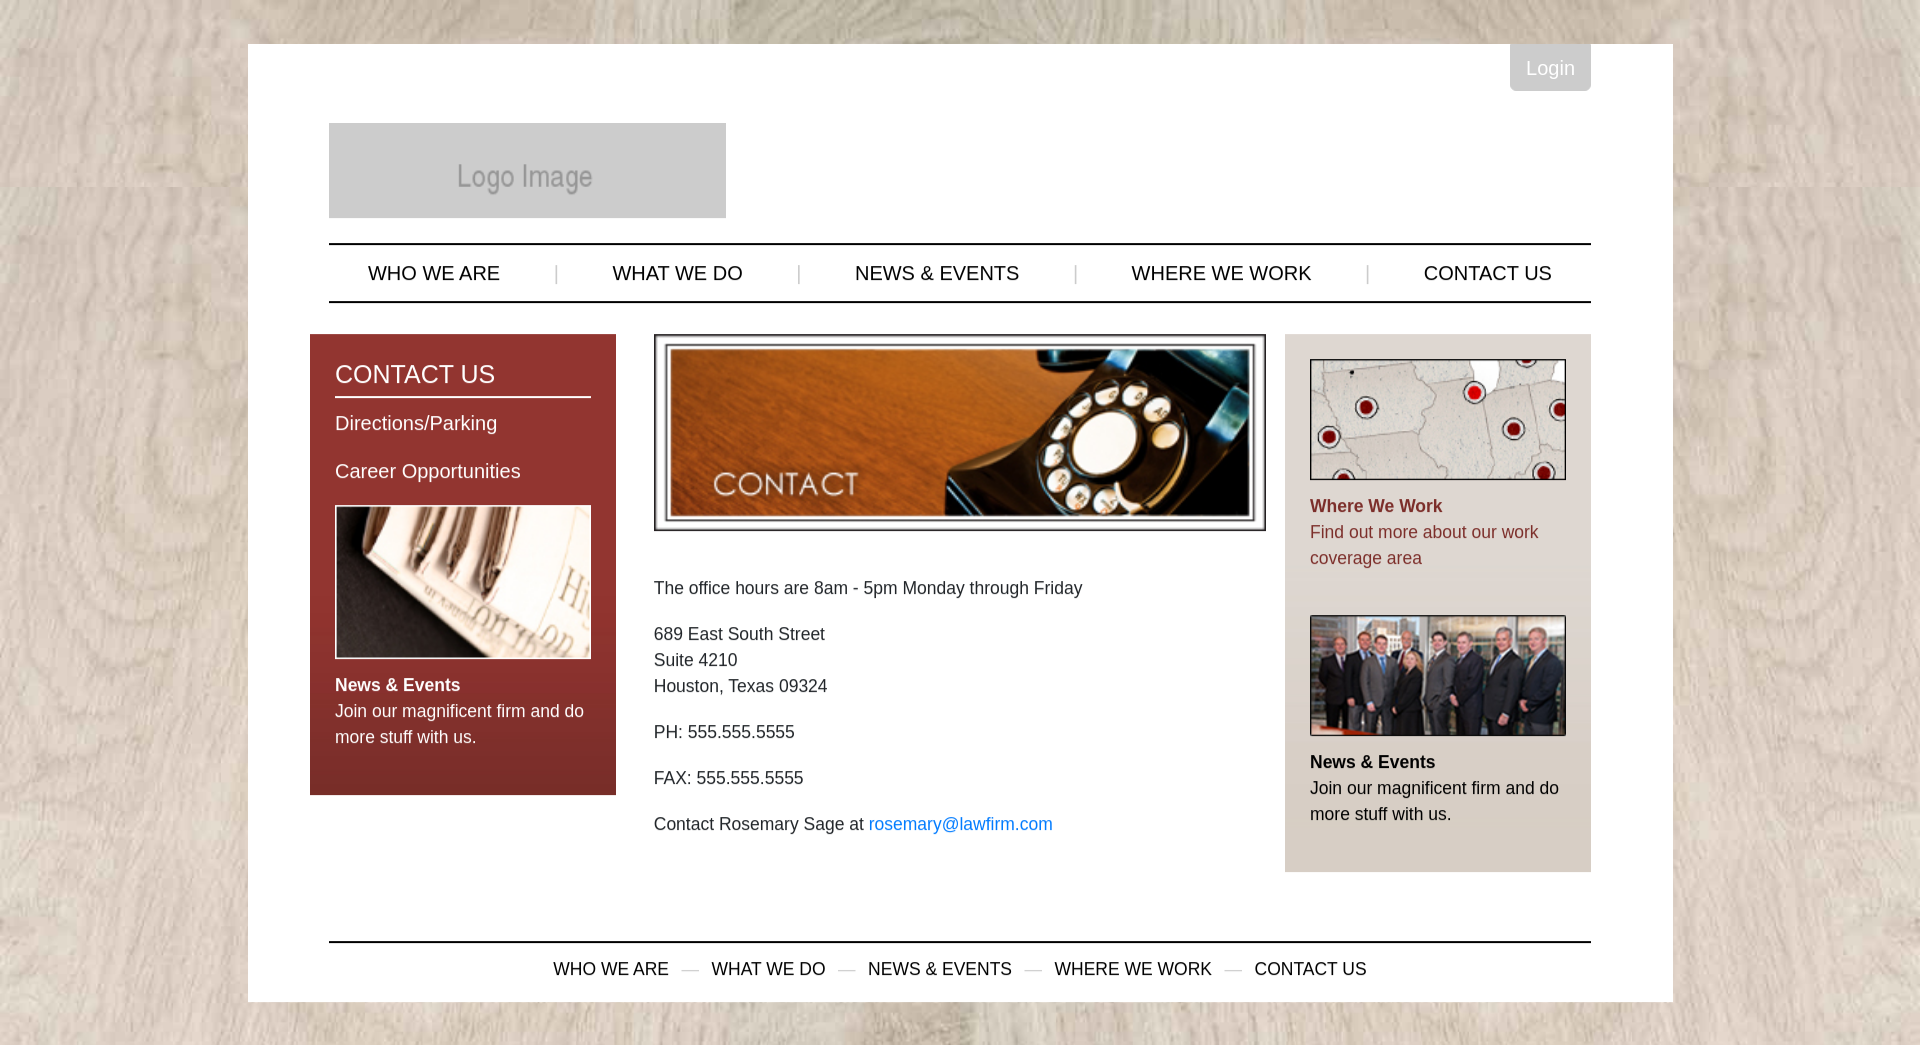 Login
Logo Image
WHO WE ARE | WHAT WE DO | NEWS & EVENTS | WHERE WE WORK | CONTACT US
CONTACT US
Directions/Parking
Career Opportunities
News & Events
Join our magnificent firm and do
more stuff with us.
CONTACT
The office hours are 8am - 5pm Monday through Friday
689 East South Street
Suite 4210
Houston, Texas 09324
PH: 555.555.5555
FAX: 555.555.5555
Contact Rosemary Sage at rosemary@lawfirm.com
Where We Work
Find out more about our work
coverage area
News & Events
Join our magnificent firm and do
more stuff with us.
WHO WE ARE — WHAT WE DO — NEWS & EVENTS — WHERE WE WORK — CONTACT US